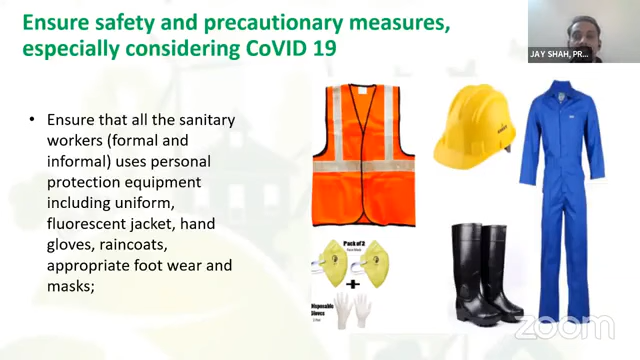 Ensure safety and precautionary measures,
especially considering CoVID 19
JAY SHAH, PR...
• Ensure that all the sanitary
workers (formal and
informal) uses personal
protection equipment
including uniform,
fluorescent jacket, hand
gloves, raincoats,
appropriate foot wear and
masks;
Pack of 2
Face Mask
+
Disposable
Gloves
zoom